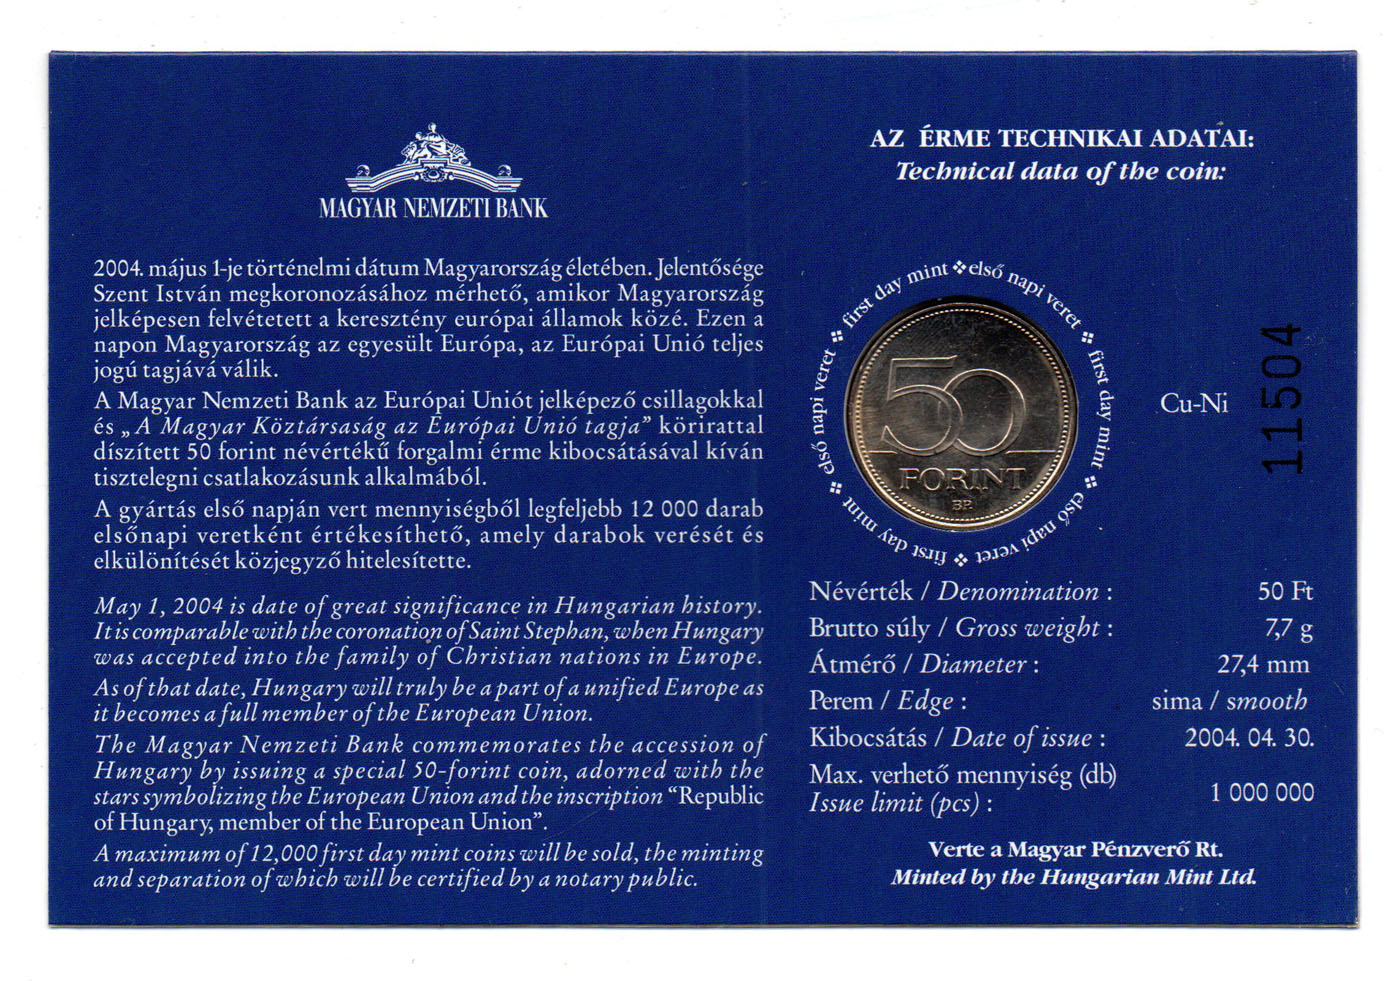 MAGYAR NEMZETI BANK
2004. május 1-je történelmi dátum Magyarország életében. Jelentősége
Szent István megkoronozásához mérhető, amikor Magyarország
jelképesen felvétetett a keresztény európai államok közé. Ezen a
napon Magyarország az egyesült Európa, az Európai Unió teljes
jogú tagjává válik.
A Magyar Nemzeti Bank az Európai Uniót jelképező csillagokkal
és „A Magyar Köztársaság az Európai Unió tagja” körirattal
díszített 50 forint névértékű forgalmi érme kibocsátásával kíván
tisztelegni csatlakozásunk alkalmából.
A gyártás első napján vert mennyiségből legfeljebb 12 000 darab
elsőnapi veretként értékesíthető, amely darabok verését és
elkülönítését közjegyző hitelesítette.
May 1, 2004 is date of great significance in Hungarian history.
It is comparable with the coronation of Saint Stephan, when Hungary
was accepted into the family of Christian nations in Europe.
As of that date, Hungary will truly be a part of a unified Europe as
it becomes a full member of the European Union.
The Magyar Nemzeti Bank commemorates the accession of
Hungary by issuing a special 50-forint coin, adorned with the
stars symbolizing the European Union and the inscription “Republic
of Hungary, member of the European Union”.
A maximum of 12,000 first day mint coins will be sold, the minting
and separation of which will be certified by a notary public.
AZ ÉRME TECHNIKAI ADATAI:
Technical data of the coin:
első napi veret ❖ first day mint ❖ első napi veret ❖ first day mint ❖ első napi veret ❖ first day mint ❖
50
FORINT
BP.
Cu-Ni
11504
Névérték / Denomination : 50 Ft
Brutto súly / Gross weight : 7,7 g
Átmérő / Diameter : 27,4 mm
Perem / Edge : sima / smooth
Kibocsátás / Date of issue : 2004. 04. 30.
Max. verhető mennyiség (db)
Issue limit (pcs) : 1 000 000
Verte a Magyar Pénzverő Rt.
Minted by the Hungarian Mint Ltd.